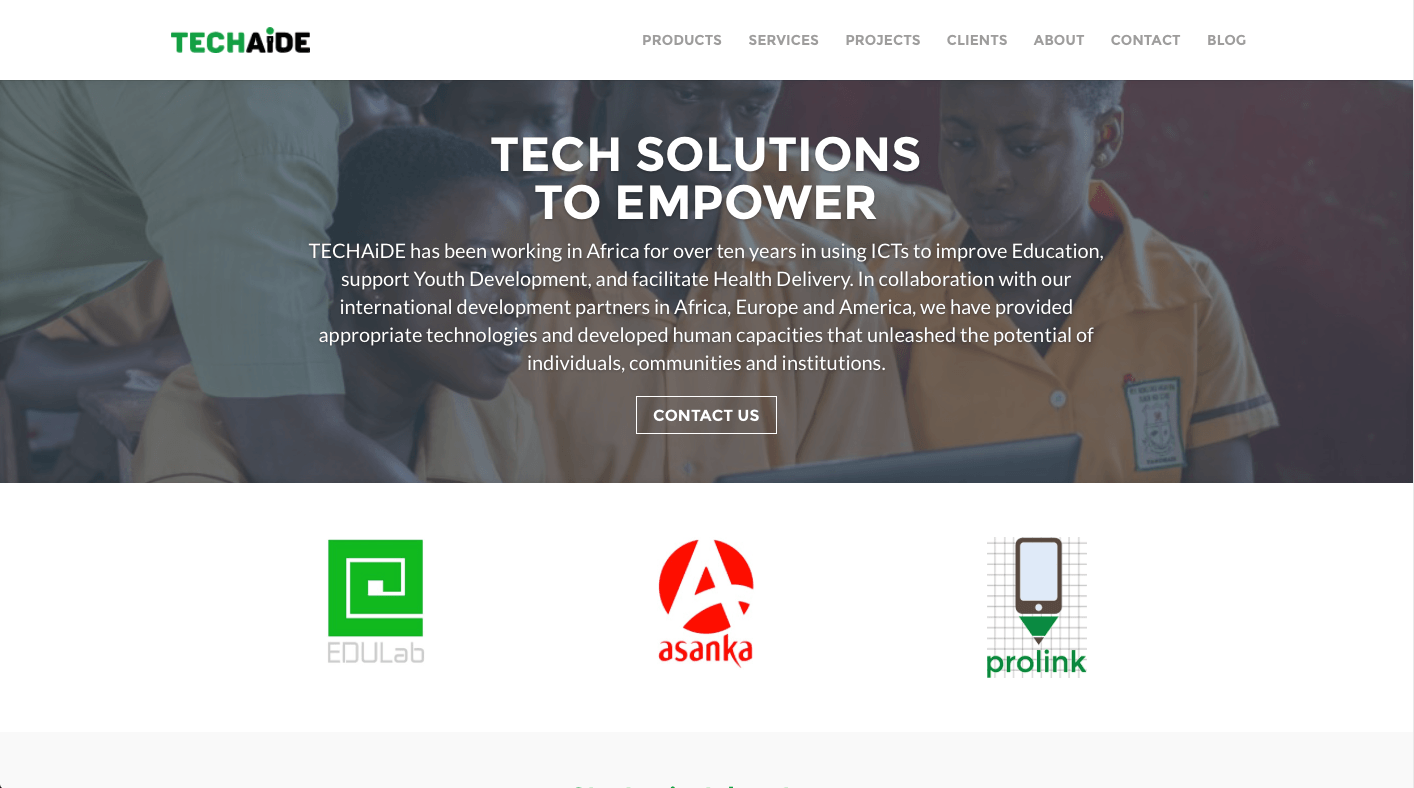 TECHAiDE
PRODUCTS SERVICES PROJECTS CLIENTS ABOUT CONTACT BLOG
TECH SOLUTIONS
TO EMPOWER
TECHAiDE has been working in Africa for over ten years in using ICTs to improve Education,
support Youth Development, and facilitate Health Delivery. In collaboration with our
international development partners in Africa, Europe and America, we have provided
appropriate technologies and developed human capacities that unleashed the potential of
individuals, communities and institutions.
CONTACT US
EDULab
asanka
prolink